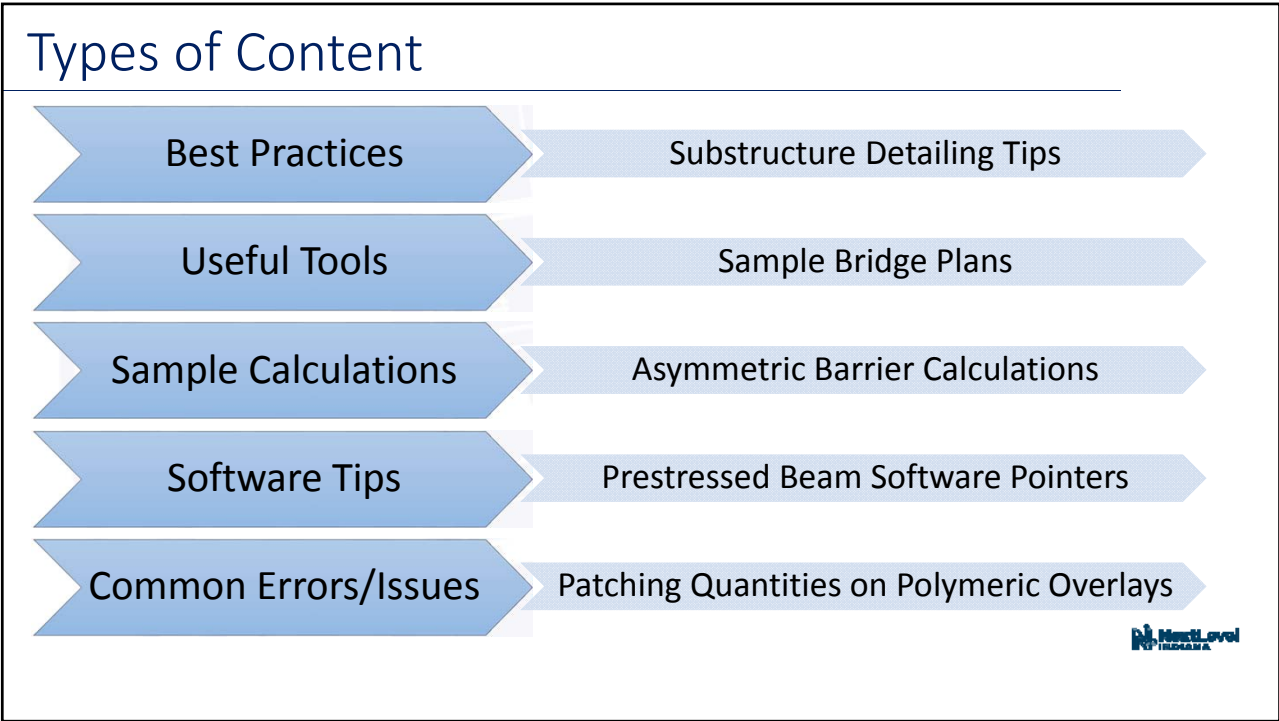 Types of Content
Best Practices
Substructure Detailing Tips
Useful Tools
Sample Bridge Plans
Sample Calculations
Asymmetric Barrier Calculations
Software Tips
Prestressed Beam Software Pointers
Common Errors/Issues
Patching Quantities on Polymeric Overlays
NextLevel
INDIANA